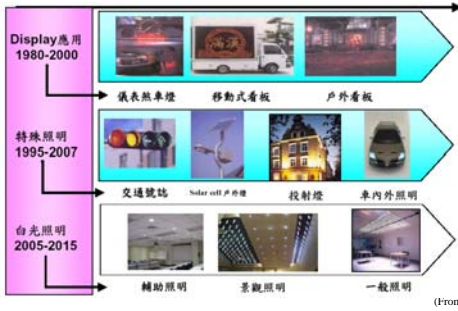 Display應用
1980-2000
儀表煞車燈
移動式看板
戶外看板
特殊照明
1995-2007
交通號誌
Solar cell 戶外燈
投射燈
車內外照明
白光照明
2005-2015
輔助照明
景觀照明
一般照明
(From